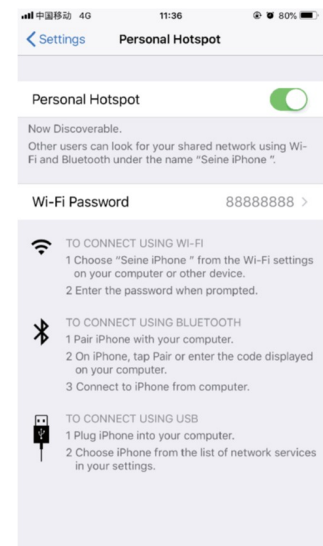 中国移动 4G 11:36 80%
Settings Personal Hotspot
Personal Hotspot
Now Discoverable.
Other users can look for your shared network using Wi-
Fi and Bluetooth under the name “Seine iPhone ”.
Wi-Fi Password 88888888
TO CONNECT USING WI-FI
1 Choose “Seine iPhone ” from the Wi-Fi settings
on your computer or other device.
2 Enter the password when prompted.
TO CONNECT USING BLUETOOTH
1 Pair iPhone with your computer.
2 On iPhone, tap Pair or enter the code displayed
on your computer.
3 Connect to iPhone from computer.
TO CONNECT USING USB
1 Plug iPhone into your computer.
2 Choose iPhone from the list of network services
in your settings.